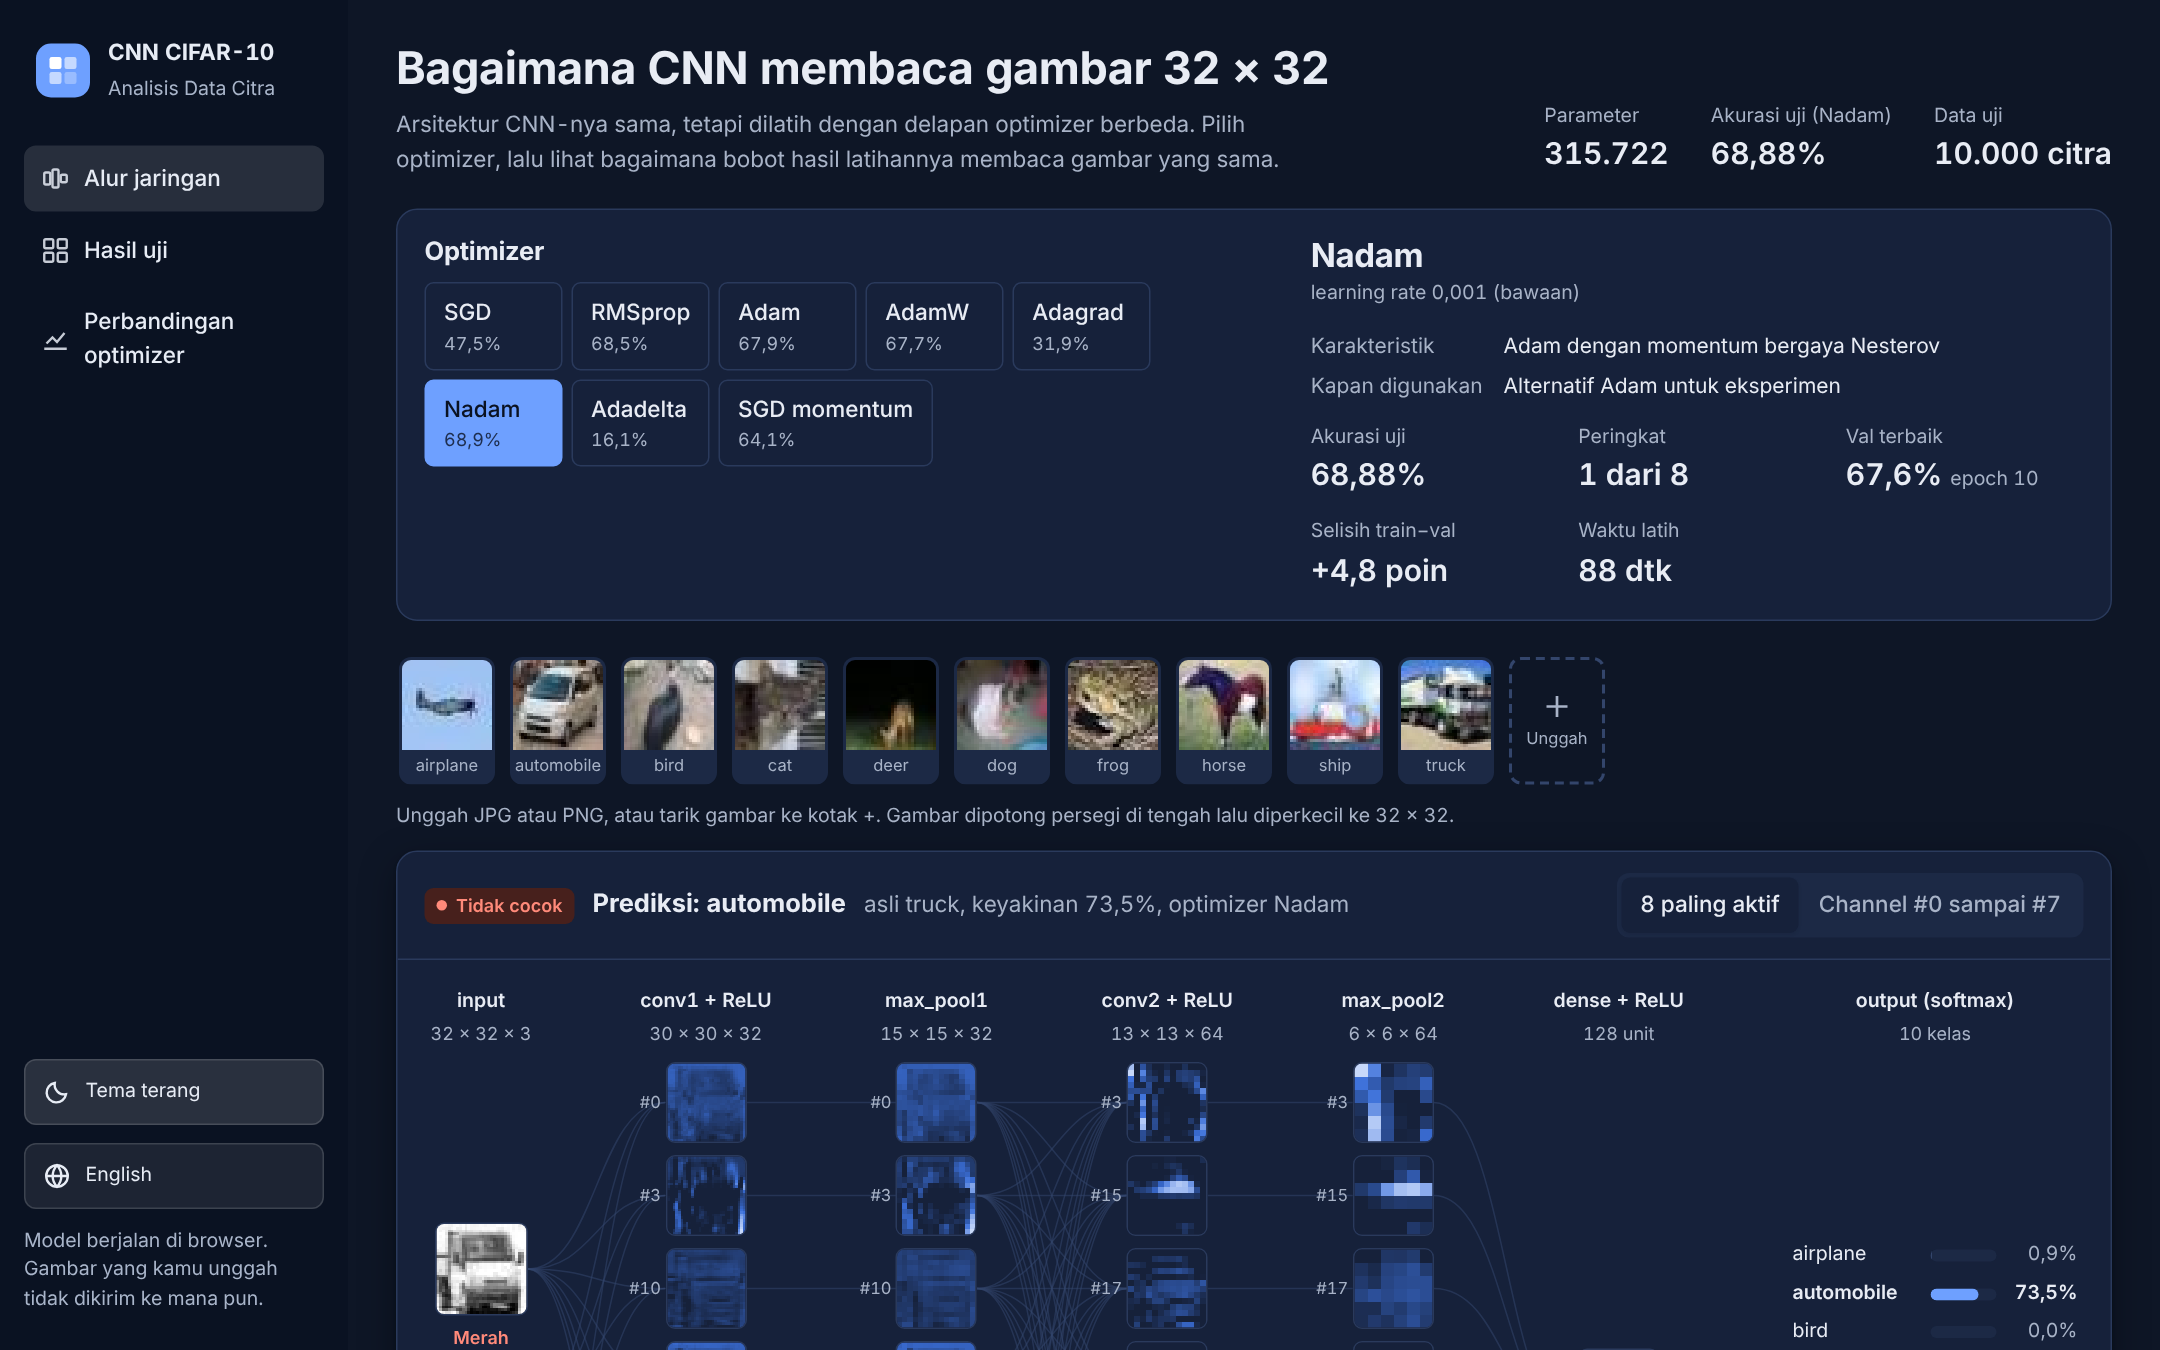 CNN CIFAR-10
Analisis Data Citra
Alur jaringan
Hasil uji
Perbandingan
optimizer
Tema terang
English
Model berjalan di browser.
Gambar yang kamu unggah
tidak dikirim ke mana pun.
Bagaimana CNN membaca gambar 32 × 32
Arsitektur CNN-nya sama, tetapi dilatih dengan delapan optimizer berbeda. Pilih
optimizer, lalu lihat bagaimana bobot hasil latihannya membaca gambar yang sama.
Parameter
315.722
Akurasi uji (Nadam)
68,88%
Data uji
10.000 citra
Optimizer
SGD
47,5%
RMSprop
68,5%
Adam
67,9%
AdamW
67,7%
Adagrad
31,9%
Nadam
68,9%
Adadelta
16,1%
SGD momentum
64,1%
Nadam
learning rate 0,001 (bawaan)
Karakteristik Adam dengan momentum bergaya Nesterov
Kapan digunakan Alternatif Adam untuk eksperimen
Akurasi uji
68,88%
Peringkat
1 dari 8
Val terbaik
67,6% epoch 10
Selisih train–val
+4,8 poin
Waktu latih
88 dtk
airplane
automobile
bird
cat
deer
dog
frog
horse
ship
truck
+
Unggah
Unggah JPG atau PNG, atau tarik gambar ke kotak +. Gambar dipotong persegi di tengah lalu diperkecil ke 32 × 32.
Tidak cocok
Prediksi: automobile asli truck, keyakinan 73,5%, optimizer Nadam
8 paling aktif
Channel #0 sampai #7
input
32 × 32 × 3
conv1 + ReLU
30 × 30 × 32
max_pool1
15 × 15 × 32
conv2 + ReLU
13 × 13 × 64
max_pool2
6 × 6 × 64
dense + ReLU
128 unit
output (softmax)
10 kelas
#0 #0 #3 #3
#3 #3 #15 #15
#10 #10 #17 #17
Merah
airplane 0,9%
automobile 73,5%
bird 0,0%